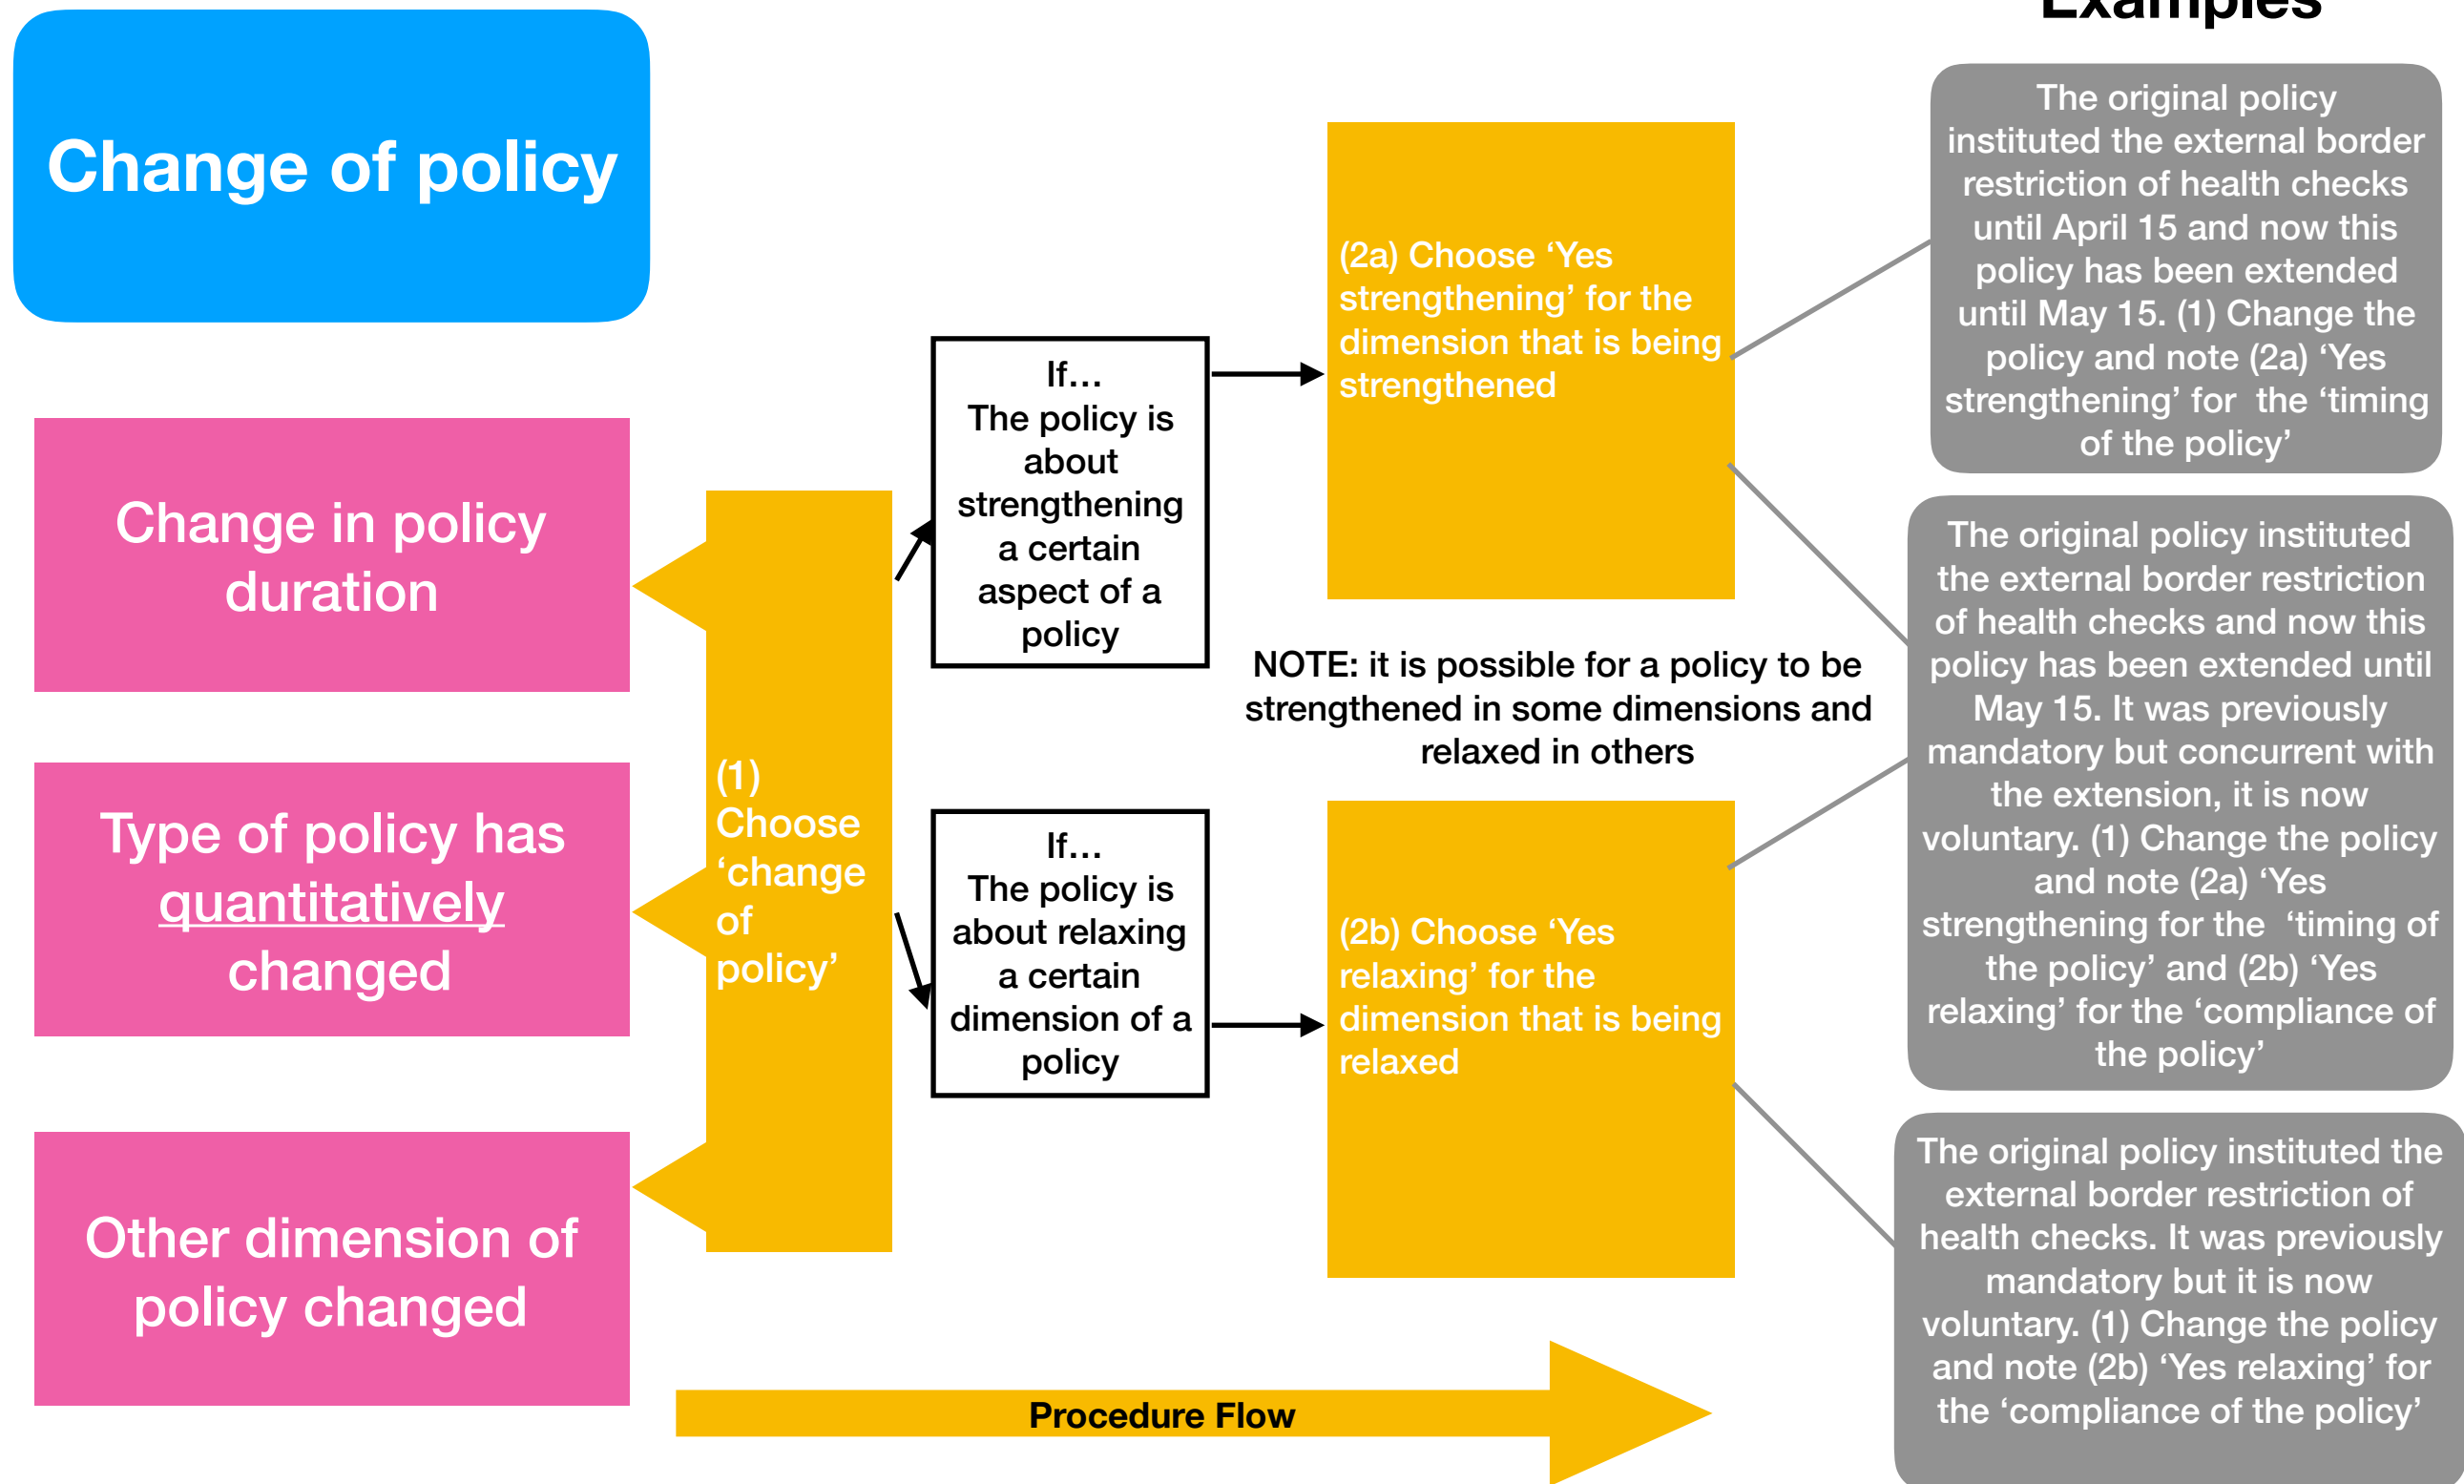 Examples
Change of policy
Change in policy
duration
Type of policy has
quantitatively
changed
Other dimension of
policy changed
(1)
Choose
‘change
of
policy’
If…
The policy is
about
strengthening
a certain
aspect of a
policy
If…
The policy is
about relaxing
a certain
dimension of a
policy
(2a) Choose ‘Yes
strengthening’ for the
dimension that is being
strengthened
NOTE: it is possible for a policy to be
strengthened in some dimensions and
relaxed in others
(2b) Choose ‘Yes
relaxing’ for the
dimension that is being
relaxed
The original policy
instituted the external border
restriction of health checks
until April 15 and now this
policy has been extended
until May 15. (1) Change the
policy and note (2a) ‘Yes
strengthening’ for  the ‘timing
of the policy’
The original policy instituted
the external border restriction
of health checks and now this
policy has been extended until
May 15. It was previously
mandatory but concurrent with
the extension, it is now
voluntary. (1) Change the policy
and note (2a) ‘Yes
strengthening for the  ‘timing of
the policy’ and (2b) ‘Yes
relaxing’ for the ‘compliance of
the policy’
The original policy instituted the
external border restriction of
health checks. It was previously
mandatory but it is now
voluntary. (1) Change the policy
and note (2b) ‘Yes relaxing’ for
the ‘compliance of the policy’
Procedure Flow